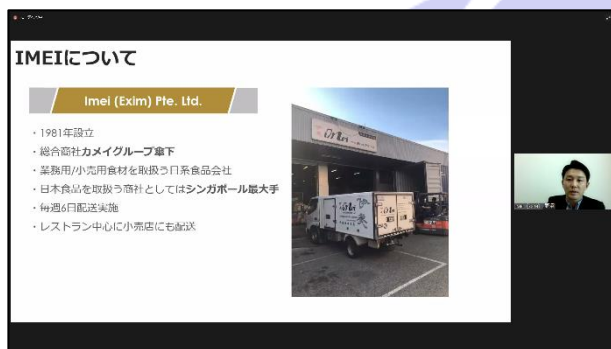 IMEIについて
Imei (Exim) Pte. Ltd.
・1981年設立
・総合商社カメイグループ傘下
・業務用/小売用食材を取扱う日系食品会社
・日本食品を取扱う商社としてはシンガポール最大手
・毎週6日配送実施
・レストラン中心に小売店にも配送